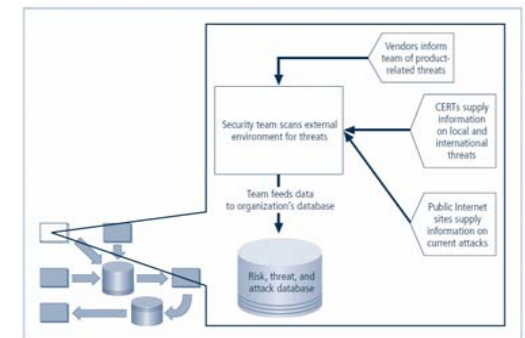 Vendors inform
team of product-
related threats
Security team scans external
environment for threats
CERTs supply
information
on local and
international
threats
Team feeds data
to organization's database
Public Internet
sites supply
information on
current attacks
Risk, threat, and
attack database